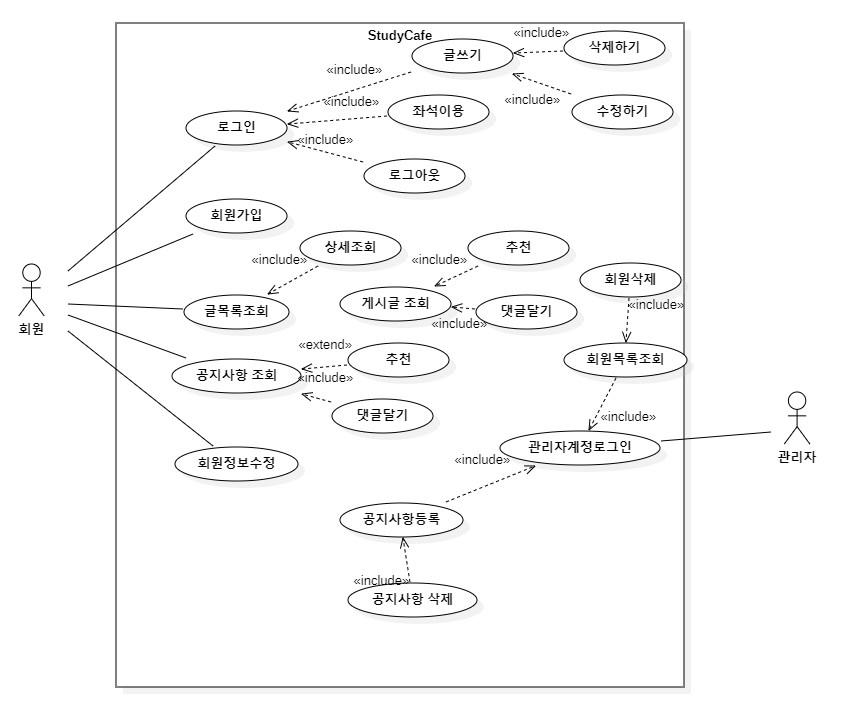 StudyCafe
«include»
삭제하기
글쓰기
«include»
«include»
«include»
좌석이용
수정하기
로그인
«include»
로그아웃
회원가입
상세조회
추천
«include»
«include»
회원삭제
회원
글목록조회
게시글 조회
댓글달기
«include»
«include»
«extend»
추천
회원목록조회
공지사항 조회
«include»
댓글달기
«include»
관리자계정로그인
관리자
«include»
회원정보수정
공지사항등록
«include»
공지사항 삭제